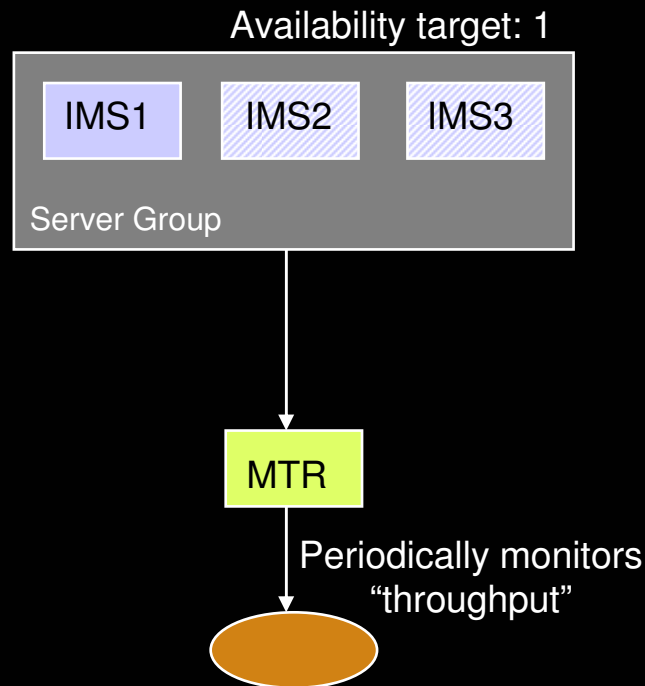 Availability target: 1
IMS1 IMS2 IMS3
Server Group
MTR
Periodically monitors
“throughput”